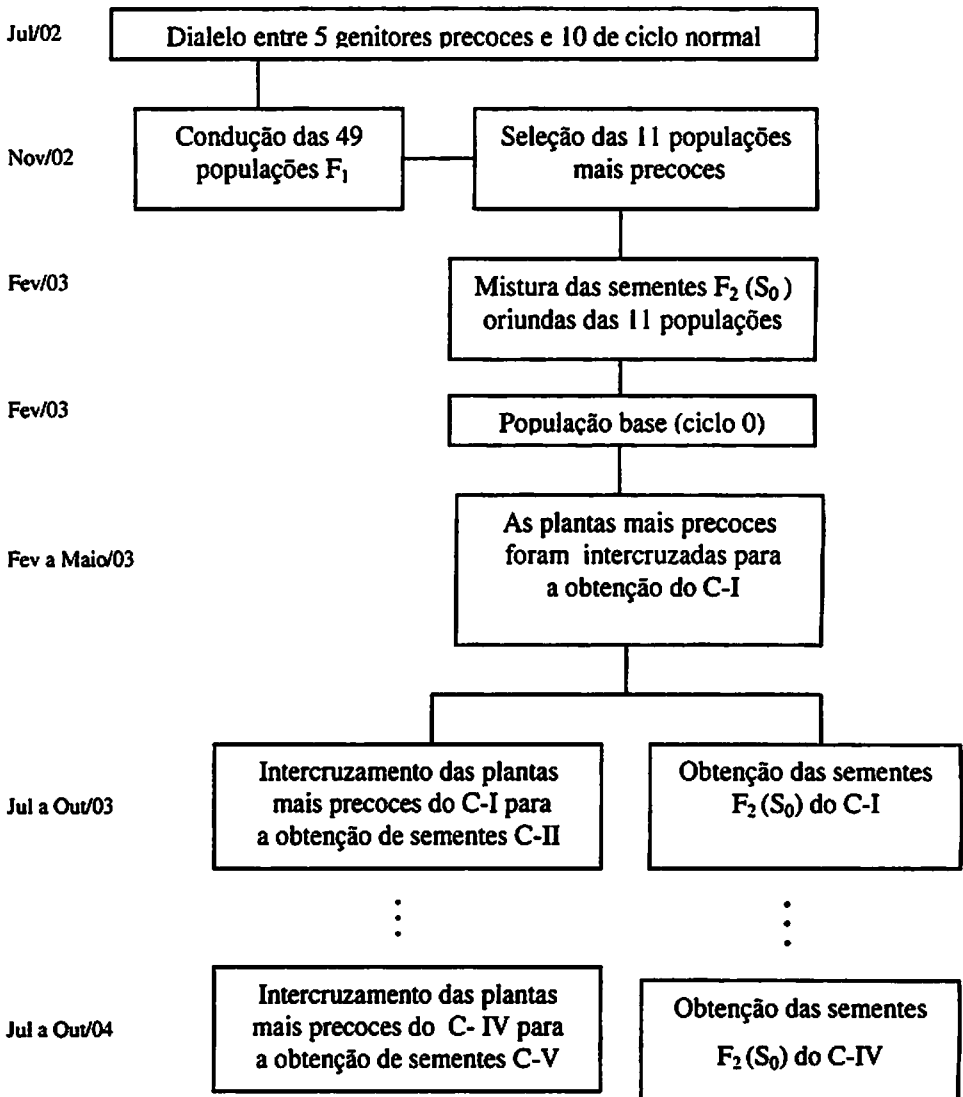 Jul/02
Dialelo entre 5 genitores precoces e 10 de ciclo normal
Nov/02
Condução das 49
populações F₁
Seleção das 11 populações
mais precoces
Fev/03
Mistura das sementes F₂ (S₀)
oriundas das 11 populações
Fev/03
População base (ciclo 0)
Fev a Maio/03
As plantas mais precoces
foram intercruzadas para
a obtenção do C-I
Jul a Out/03
Intercruzamento das plantas
mais precoces do C-I para
a obtenção de sementes C-II
Obtenção das sementes
F₂ (S₀) do C-I
Jul a Out/04
Intercruzamento das plantas
mais precoces do C- IV para
a obtenção de sementes C-V
Obtenção das sementes
F₂ (S₀) do C-IV